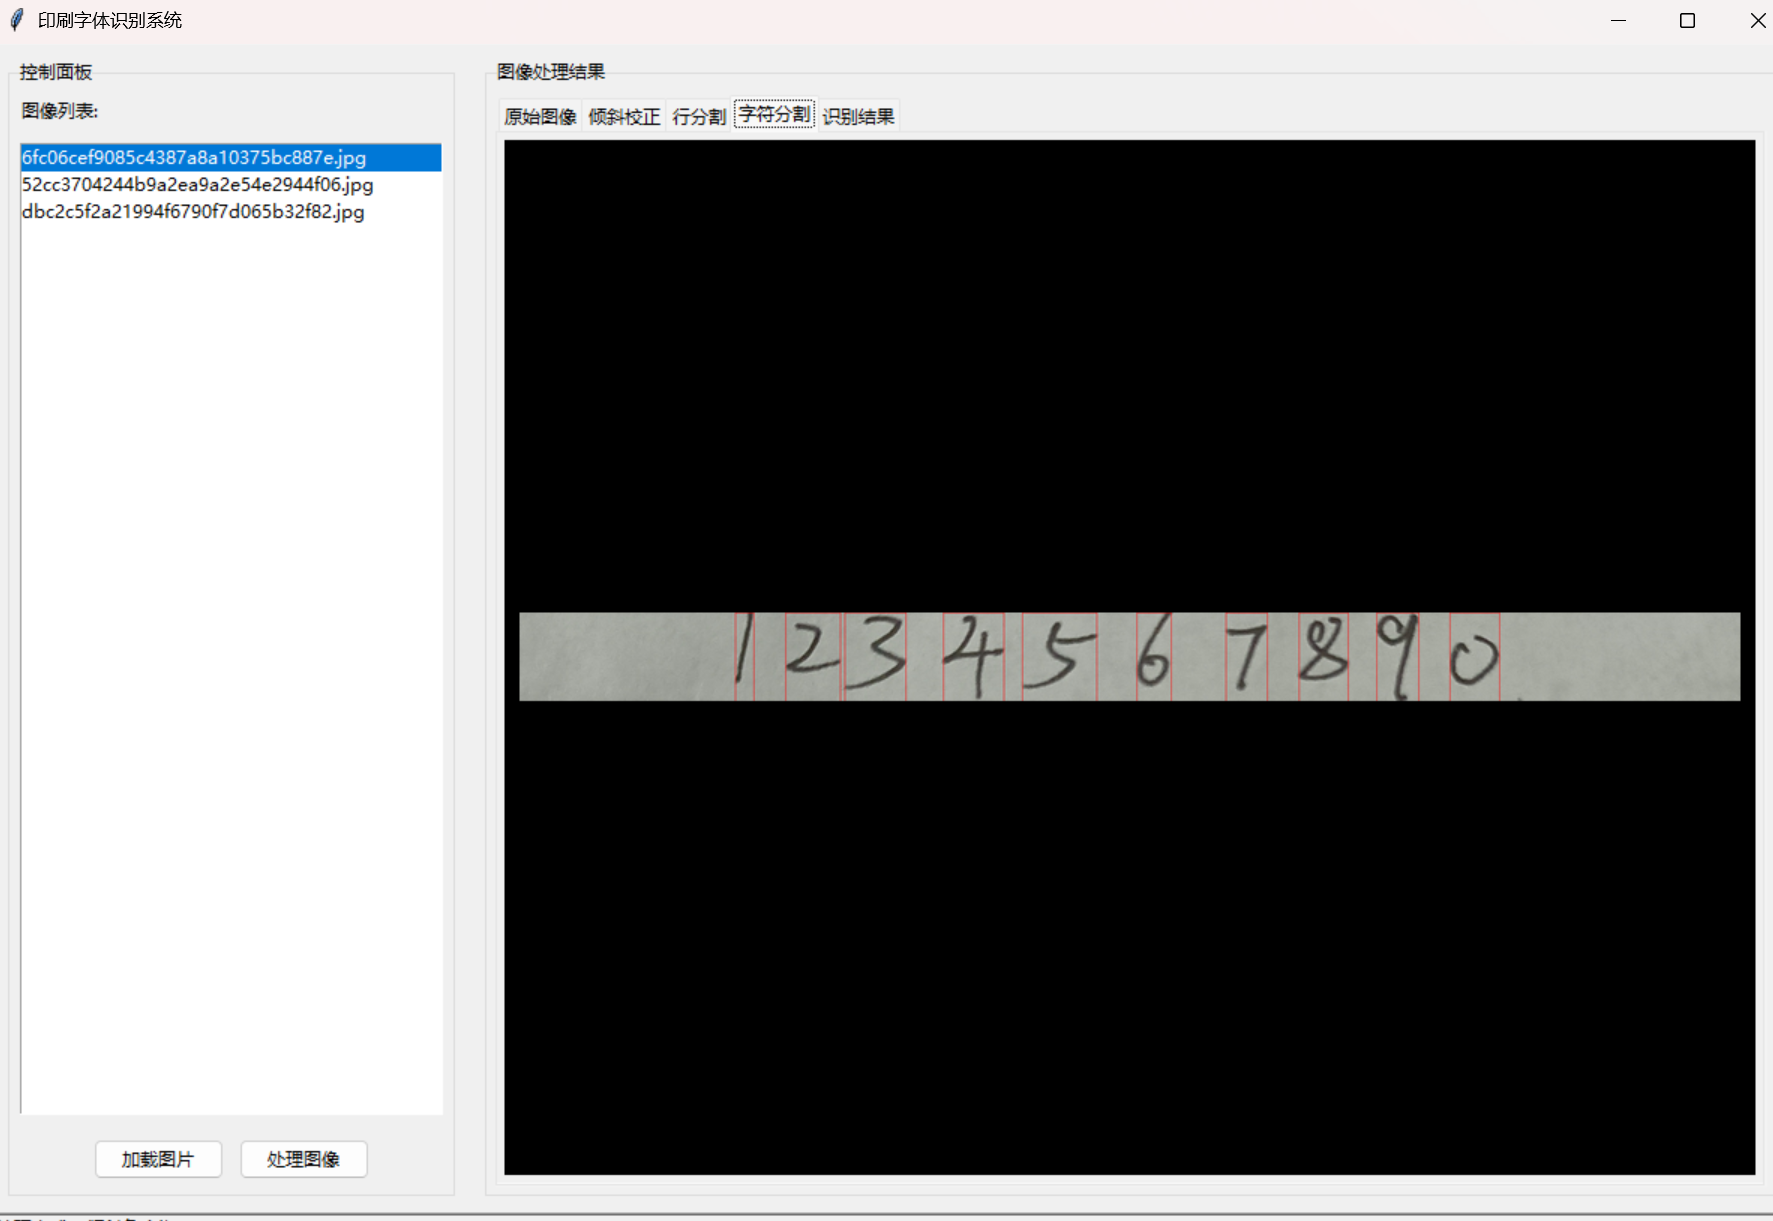 印刷字体识别系统
控制面板
图像列表:
6fc06cef9085c4387a8a10375bc887e.jpg
52cc3704244b9a2ea9a2e54e2944f06.jpg
dbc2c5f2a21994f6790f7d065b32f82.jpg
加载图片 处理图像
图像处理结果
原始图像 倾斜校正 行分割 字符分割 识别结果
1 2 3 4 5 6 7 8 9 0